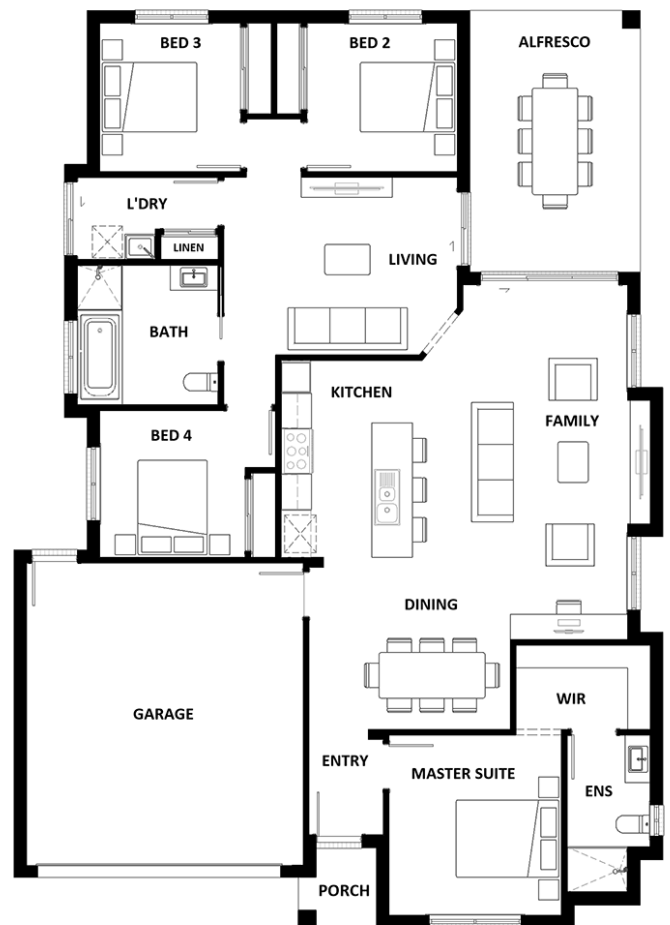 BED 3
BED 2
ALFRESCO
L'DRY
LINEN
LIVING
BATH
KITCHEN
FAMILY
BED 4
DINING
WIR
GARAGE
ENTRY
MASTER SUITE
ENS
PORCH